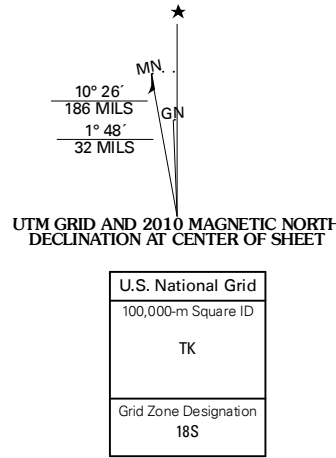 ★
MN
GN
10° 26´
186 MILS
1° 48´
32 MILS
UTM GRID AND 2010 MAGNETIC NORTH
DECLINATION AT CENTER OF SHEET
U.S. National Grid
100,000-m Square ID
TK
Grid Zone Designation
18S